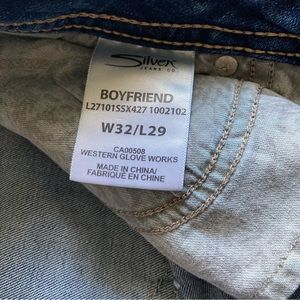 Silver
JEANS CO.
BOYFRIEND
L27101SSX427 1002102
W32/L29
CA00508
WESTERN GLOVE WORKS
MADE IN CHINA/
FABRIQUÉ EN CHINE